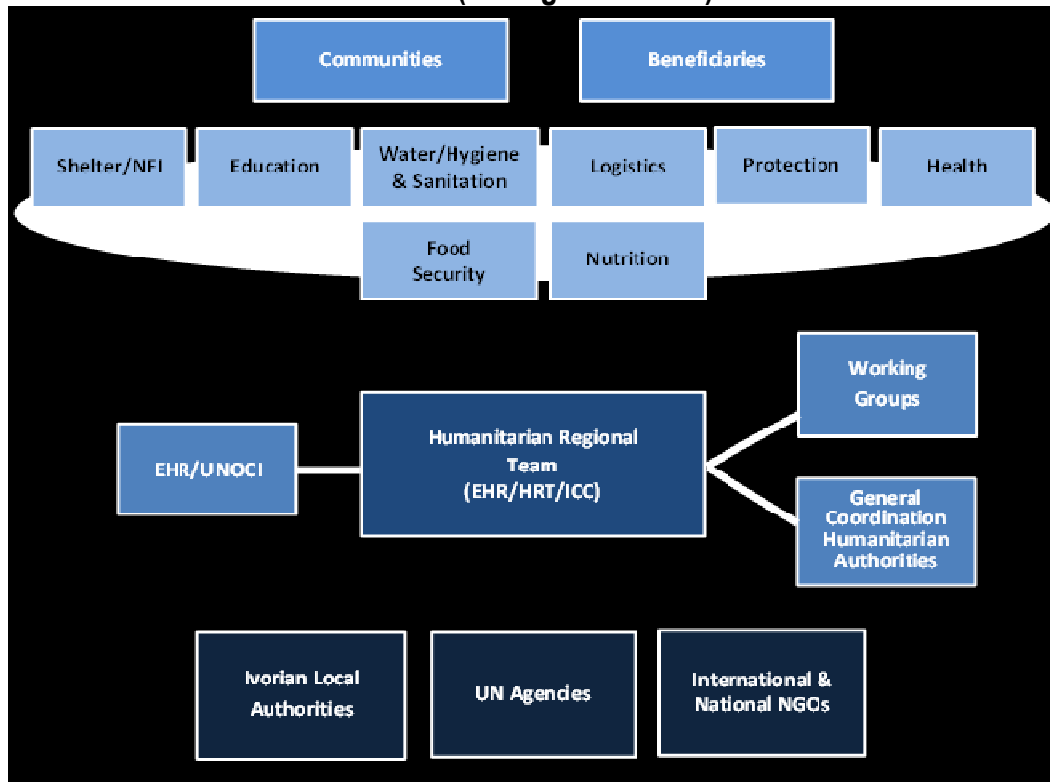 Communities
Beneficiaries
Shelter/NFI
Education
Water/Hygiene
& Sanitation
Logistics
Protection
Health
Food
Security
Nutrition
Working
Groups
Humanitarian Regional
Team
(EHR/HRT/ICC)
EHR/UNOCI
General
Coordination
Humanitarian
Authorities
Ivorian Local
Authorities
UN Agencies
International &
National NGOs